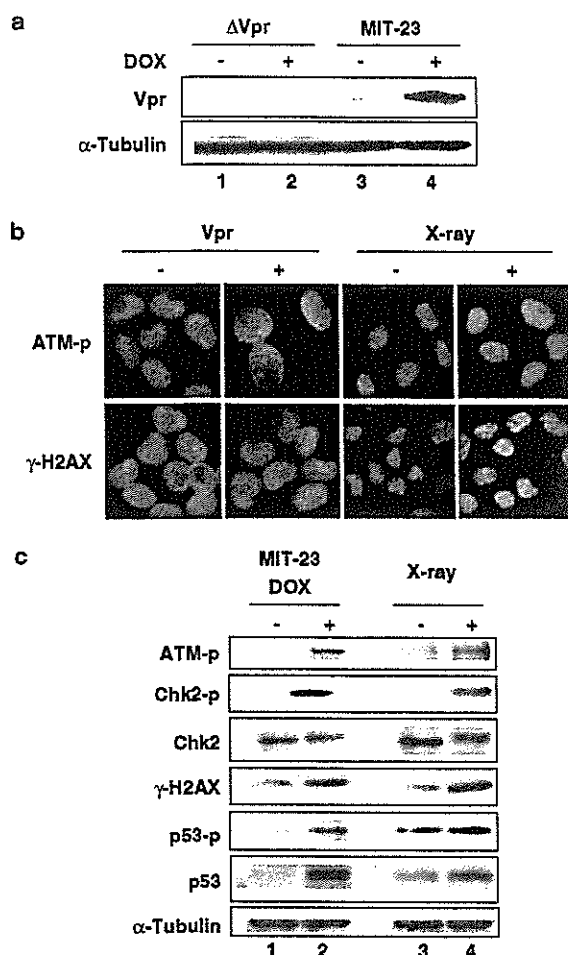 a
ΔVpr MIT-23
DOX - + - +
Vpr
α-Tubulin
1 2 3 4
b
Vpr X-ray
- + - +
ATM-p
γ-H2AX
c
MIT-23
DOX X-ray
- + - +
ATM-p
Chk2-p
Chk2
γ-H2AX
p53-p
p53
α-Tubulin
1 2 3 4